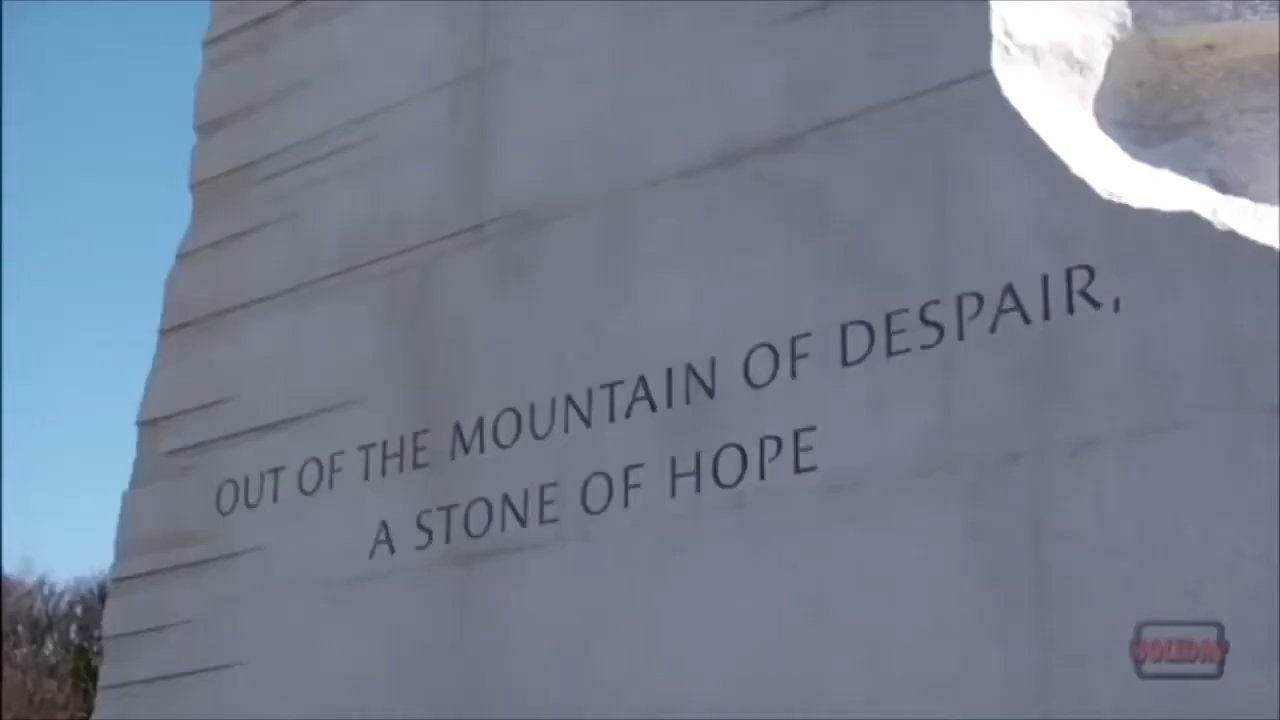 OUT OF THE MOUNTAIN OF DESPAIR,
A STONE OF HOPE